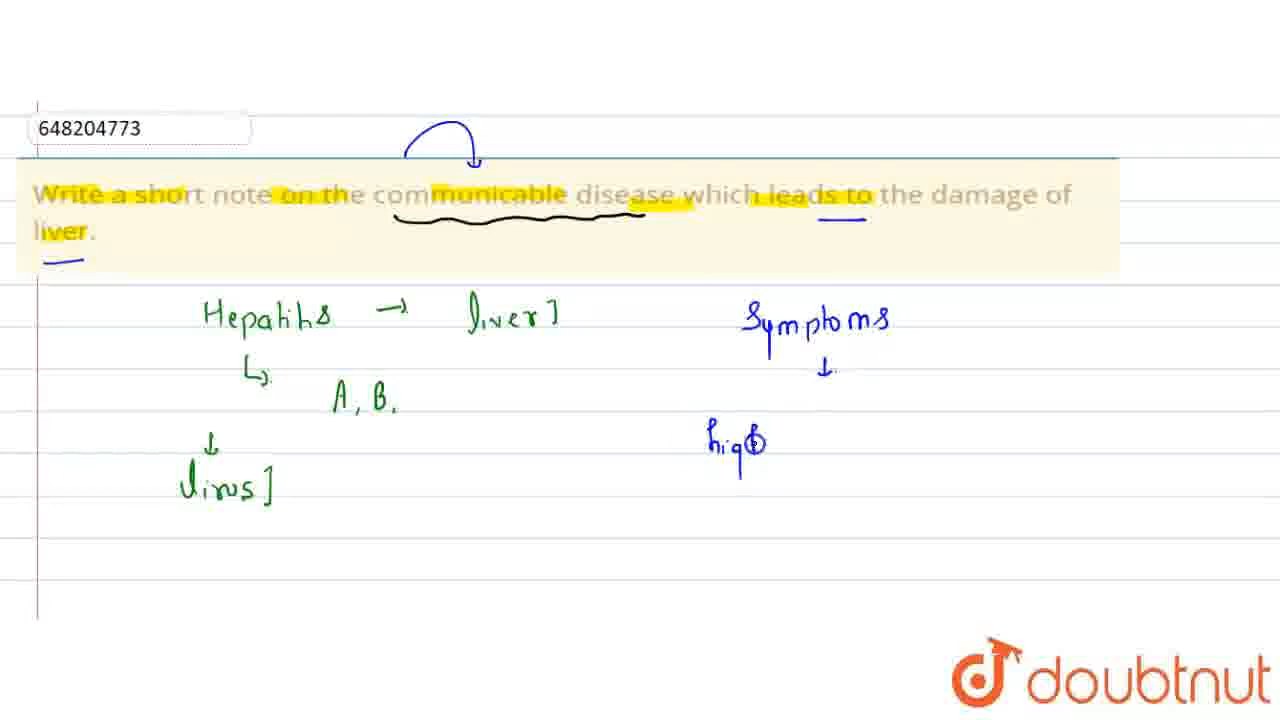 648204773
Write a short note on the communicable disease which leads to the damage of
liver.
Hepatitis → liver]
Symptoms
A, B.
high
Virus]
doubtnut